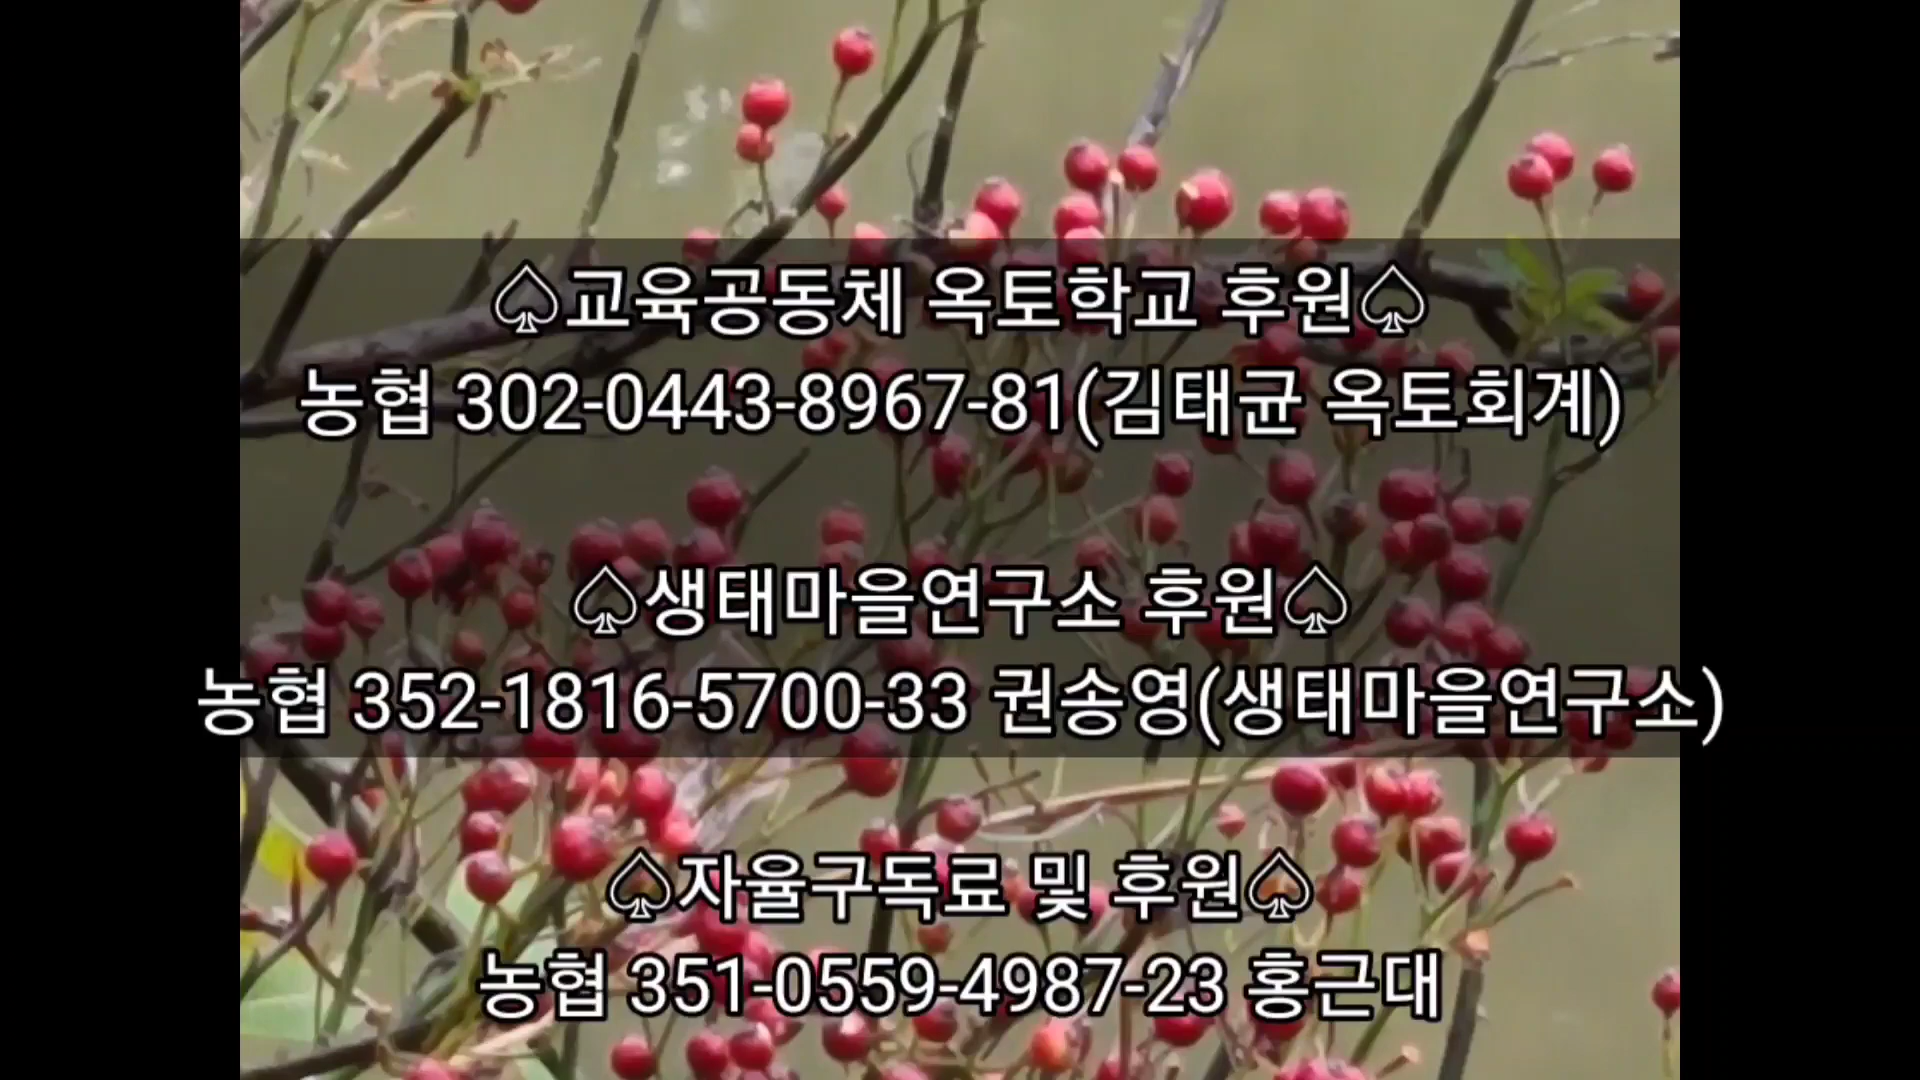 ♤교육공동체 옥토학교 후원♤
농협 302-0443-8967-81(김태균 옥토회계)
♤생태마을연구소 후원♤
농협 352-1816-5700-33 권송영(생태마을연구소)
♤자율구독료 및 후원♤
농협 351-0559-4987-23 홍근대